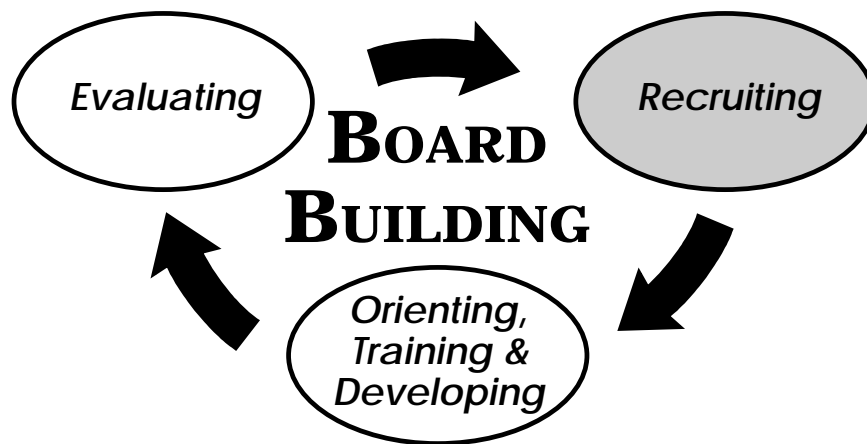 Evaluating
Recruiting
BOARD
BUILDING
Orienting,
Training &
Developing